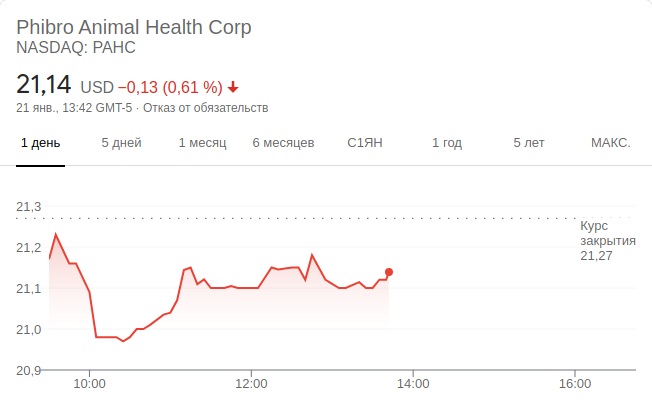 Phibro Animal Health Corp
NASDAQ: PAHC
21,14 USD −0,13 (0,61 %)
21 янв., 13:42 GMT-5 · Отказ от обязательств
1 день 5 дней 1 месяц 6 месяцев С1ЯН 1 год 5 лет МАКС.
21,3
Курс
закрытия
21,27
21,2
21,1
21,0
20,9
10:00 12:00 14:00 16:00